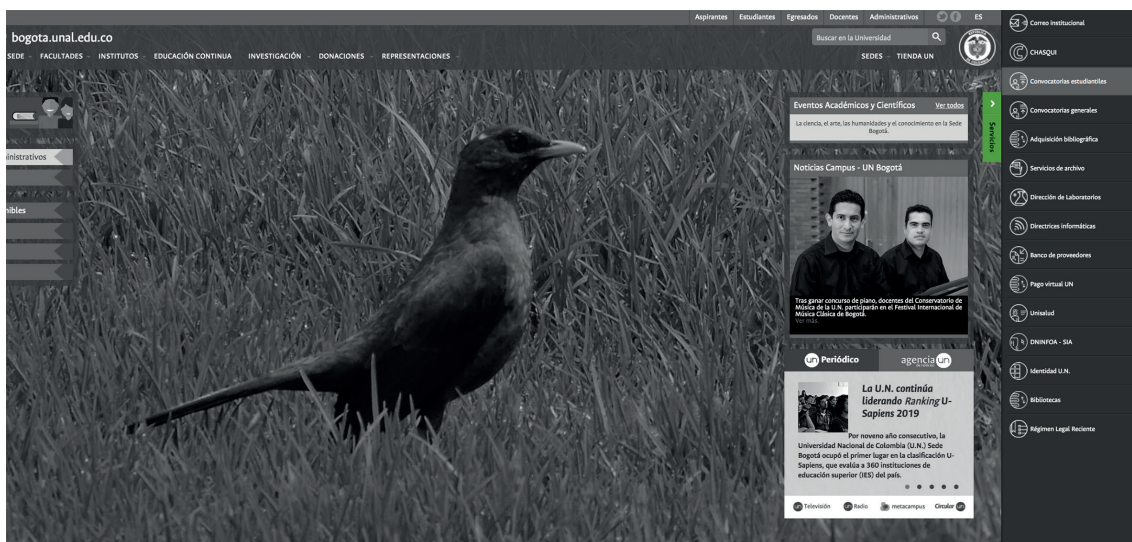 Aspirantes Estudiantes Egresados Docentes Administrativos ES
bogota.unal.edu.co
Buscar en la Universidad
SEDE FACULTADES INSTITUTOS EDUCACIÓN CONTINUA INVESTIGACIÓN DONACIONES REPRESENTACIONES SEDES TIENDA UN
Eventos Académicos y Científicos Ver todos
La ciencia, el arte, las humanidades y el conocimiento en la Sede
Bogotá.
Noticias Campus - UN Bogotá
Tras ganar concurso de piano, docentes del Conservatorio de
Música de la U.N. participarán en el Festival Internacional de
Música Clásica de Bogotá.
Ver más
un Periódico
agencia un
de noticias
La U.N. continúa
liderando Ranking U-
Sapiens 2019
Por noveno año consecutivo, la
Universidad Nacional de Colombia (U.N.) Sede
Bogotá ocupó el primer lugar en la clasificación U-
Sapiens, que evalúa a 360 instituciones de
educación superior (IES) del país.
un Televisión un Radio metacampus Circular un
Servicios
Correo institucional
CHASQUI
Convocatorias estudiantiles
Convocatorias generales
Adquisición bibliográfica
Servicios de archivo
Dirección de Laboratorios
Directrices informáticas
Banco de proveedores
Pago virtual UN
Unisalud
DNINFOA - SIA
Identidad U.N.
Bibliotecas
Régimen Legal Reciente
ministrativos
nibles